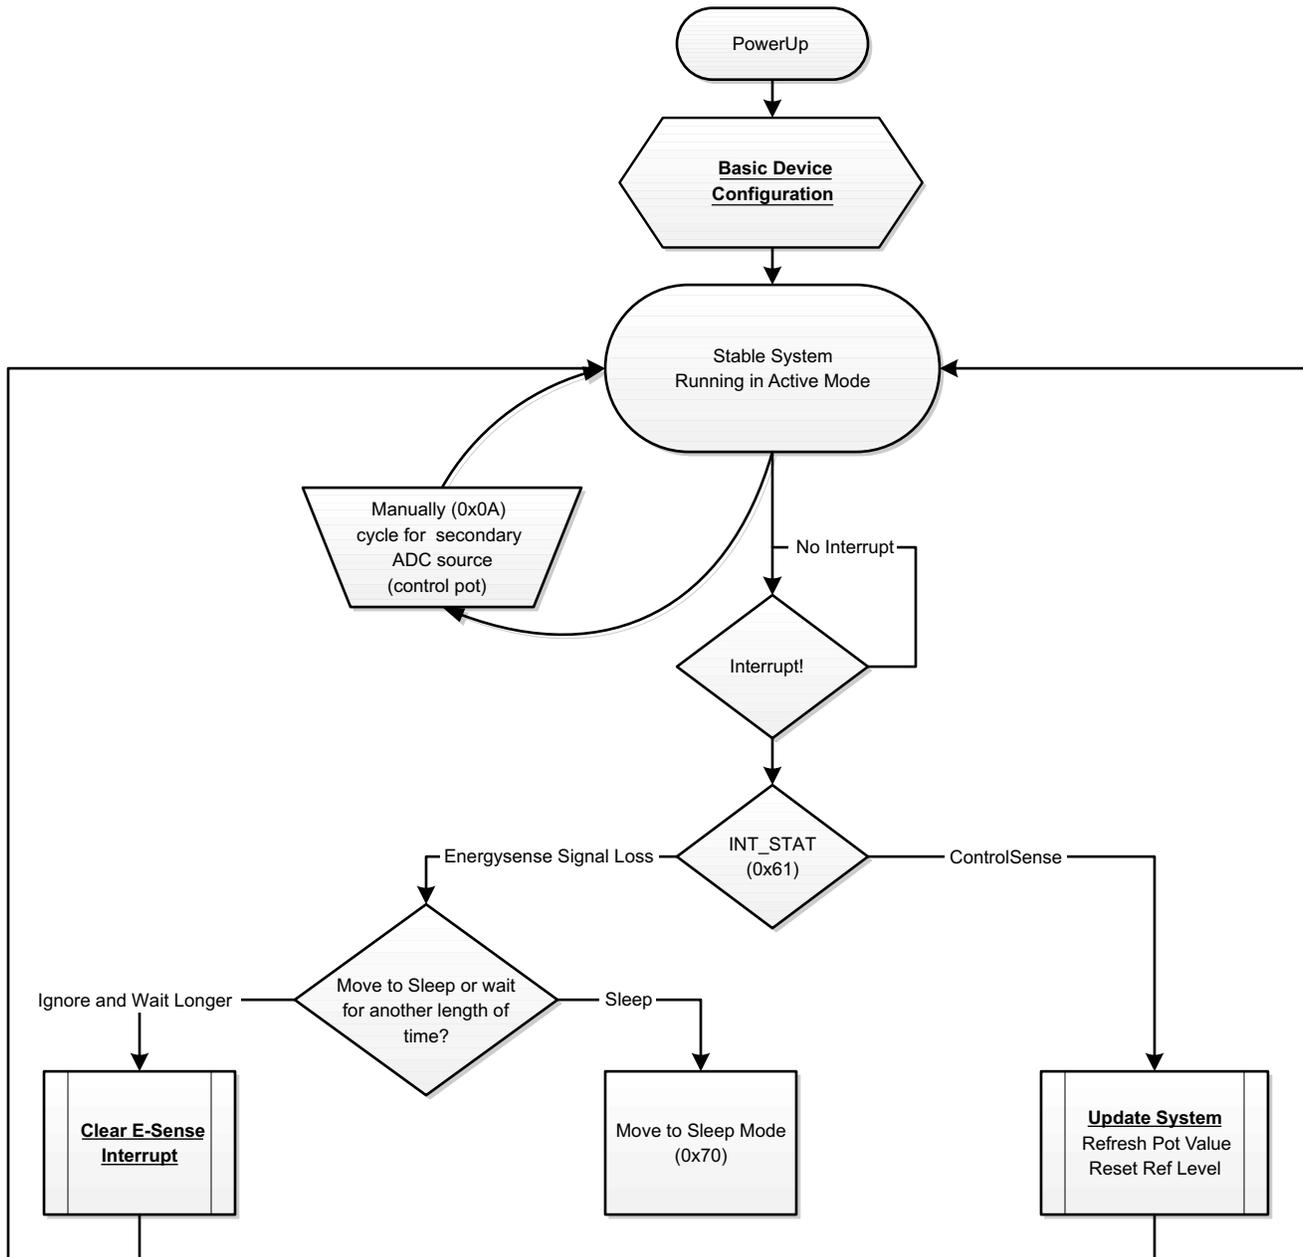 PowerUp
Basic Device
Configuration
Stable System
Running in Active Mode
Manually (0x0A)
cycle for secondary
ADC source
(control pot)
No Interrupt
Interrupt!
INT_STAT
(0x61)
Energysense Signal Loss
ControlSense
Move to Sleep or wait
for another length of
time?
Ignore and Wait Longer
Sleep
Clear E-Sense
Interrupt
Move to Sleep Mode
(0x70)
Update System
Refresh Pot Value
Reset Ref Level